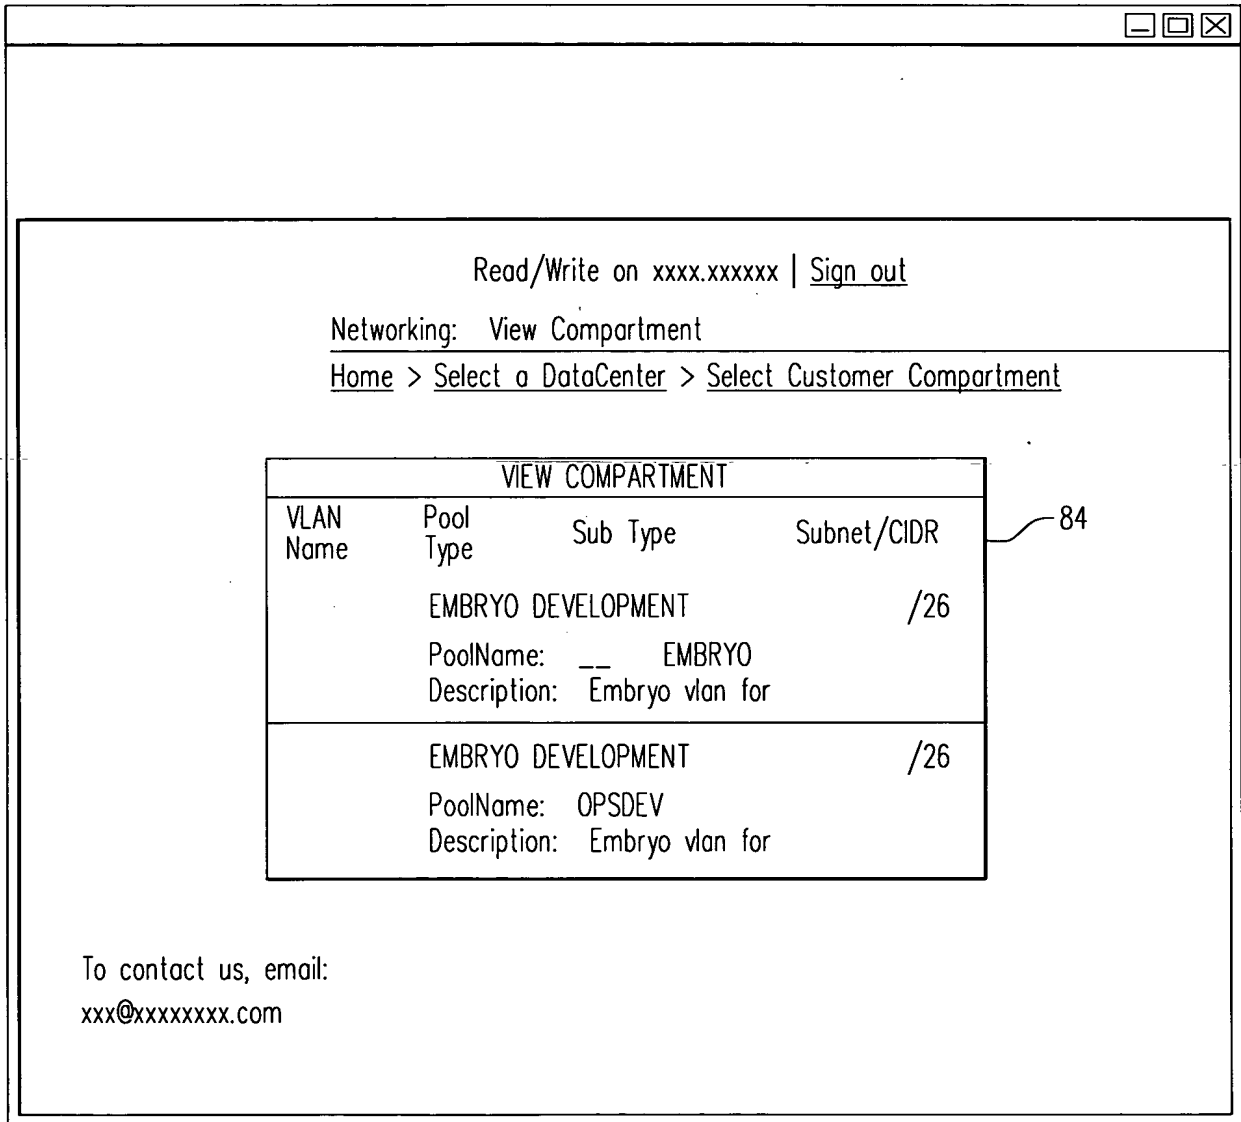 Read/Write on xxxx.xxxxxx | Sign out
Networking: View Compartment
Home > Select a DataCenter > Select Customer Compartment
VIEW COMPARTMENT
VLAN Name Pool Type Sub Type Subnet/CIDR
84
EMBRYO DEVELOPMENT /26
PoolName: __ EMBRYO
Description: Embryo vlan for
EMBRYO DEVELOPMENT /26
PoolName: OPSDEV
Description: Embryo vlan for
To contact us, email:
xxx@xxxxxxxx.com